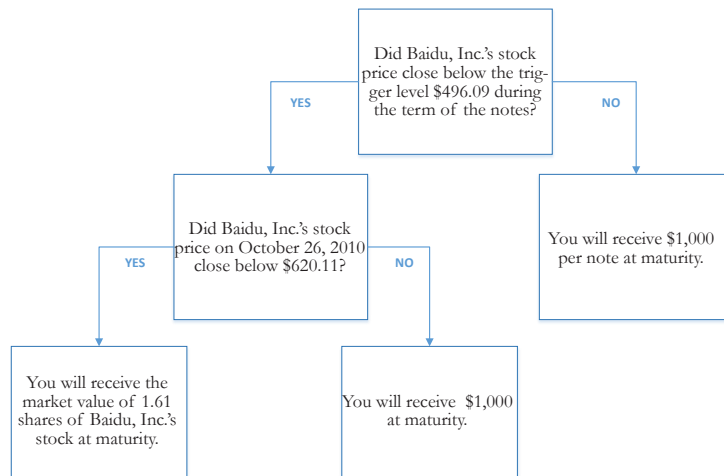 Did Baidu, Inc.'s stock
price close below the trig-
ger level $496.09 during
the term of the notes?
YES
NO
Did Baidu, Inc.'s stock
price on October 26, 2010
close below $620.11?
You will receive $1,000
per note at maturity.
YES
NO
You will receive the
market value of 1.61
shares of Baidu, Inc.'s
stock at maturity.
You will receive $1,000
at maturity.